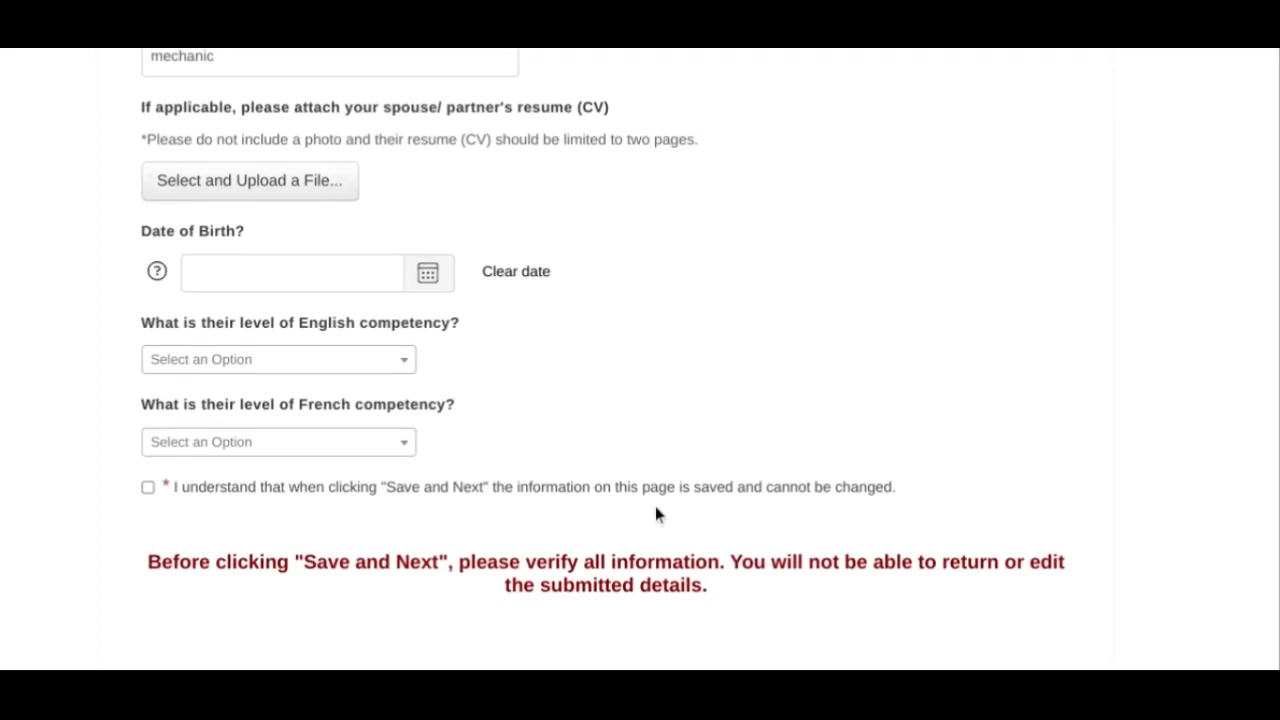 mechanic
If applicable, please attach your spouse/ partner's resume (CV)
*Please do not include a photo and their resume (CV) should be limited to two pages.
Select and Upload a File...
Date of Birth?
? Clear date
What is their level of English competency?
Select an Option
What is their level of French competency?
Select an Option
* I understand that when clicking "Save and Next" the information on this page is saved and cannot be changed.
Before clicking "Save and Next", please verify all information. You will not be able to return or edit
the submitted details.